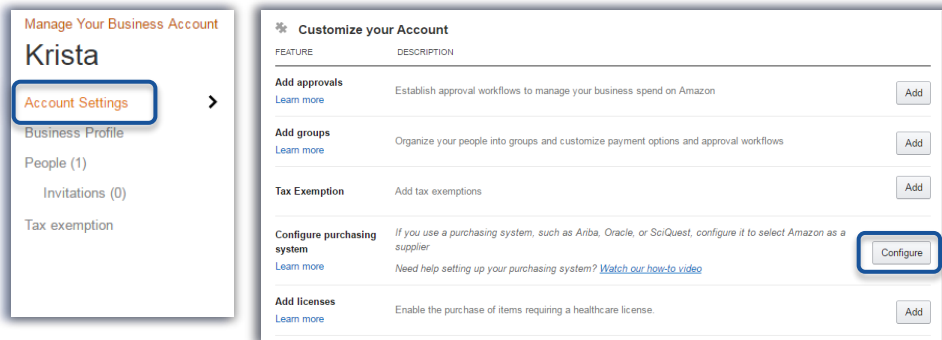 Manage Your Business Account
Krista
Account Settings
Business Profile
People (1)
Invitations (0)
Tax exemption
Customize your Account
FEATURE DESCRIPTION
Add approvals
Learn more
Establish approval workflows to manage your business spend on Amazon
Add
Add groups
Learn more
Organize your people into groups and customize payment options and approval workflows
Add
Tax Exemption
Add tax exemptions
Add
Configure purchasing
system
Learn more
If you use a purchasing system, such as Ariba, Oracle, or SciQuest, configure it to select Amazon as a
supplier
Need help setting up your purchasing system? Watch our how-to video
Configure
Add licenses
Learn more
Enable the purchase of items requiring a healthcare license.
Add